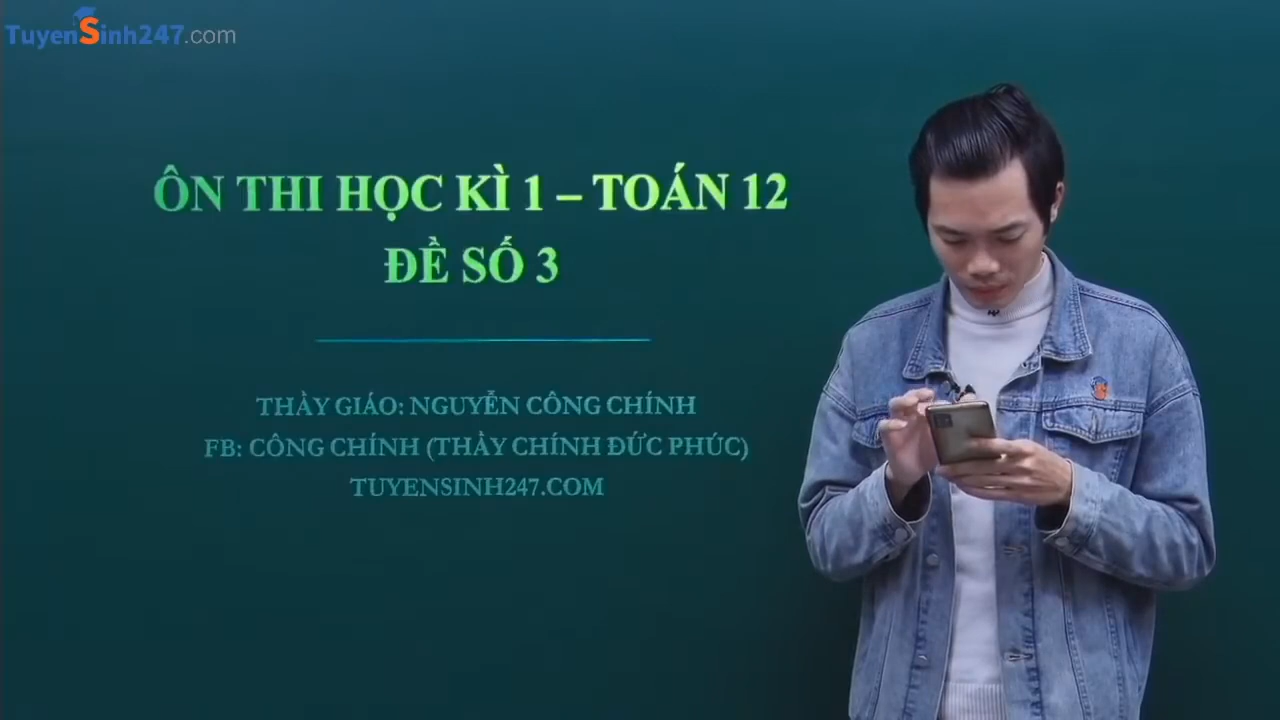 TuyenSinh247.com
ÔN THI HỌC KÌ 1 – TOÁN 12
ĐỀ SỐ 3
THẦY GIÁO: NGUYỄN CÔNG CHÍNH
FB: CÔNG CHÍNH (THẦY CHÍNH ĐỨC PHÚC)
TUYENSINH247.COM